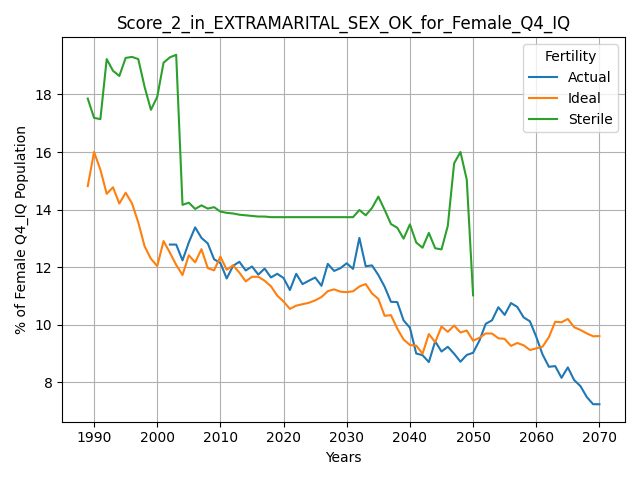 Score_2_in_EXTRAMARITAL_SEX_OK_for_Female_Q4_IQ
Fertility
Actual
Ideal
Sterile
% of Female Q4_IQ Population
18
16
14
12
10
8
1990 2000 2010 2020 2030 2040 2050 2060 2070
Years